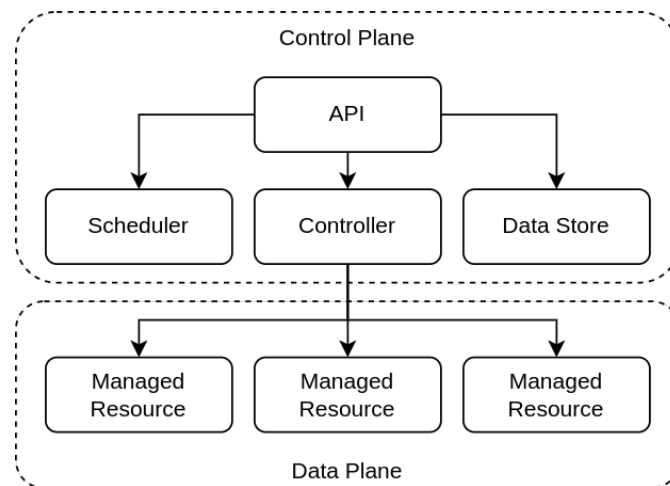 Control Plane
API
Scheduler
Controller
Data Store
Managed
Resource
Managed
Resource
Managed
Resource
Data Plane